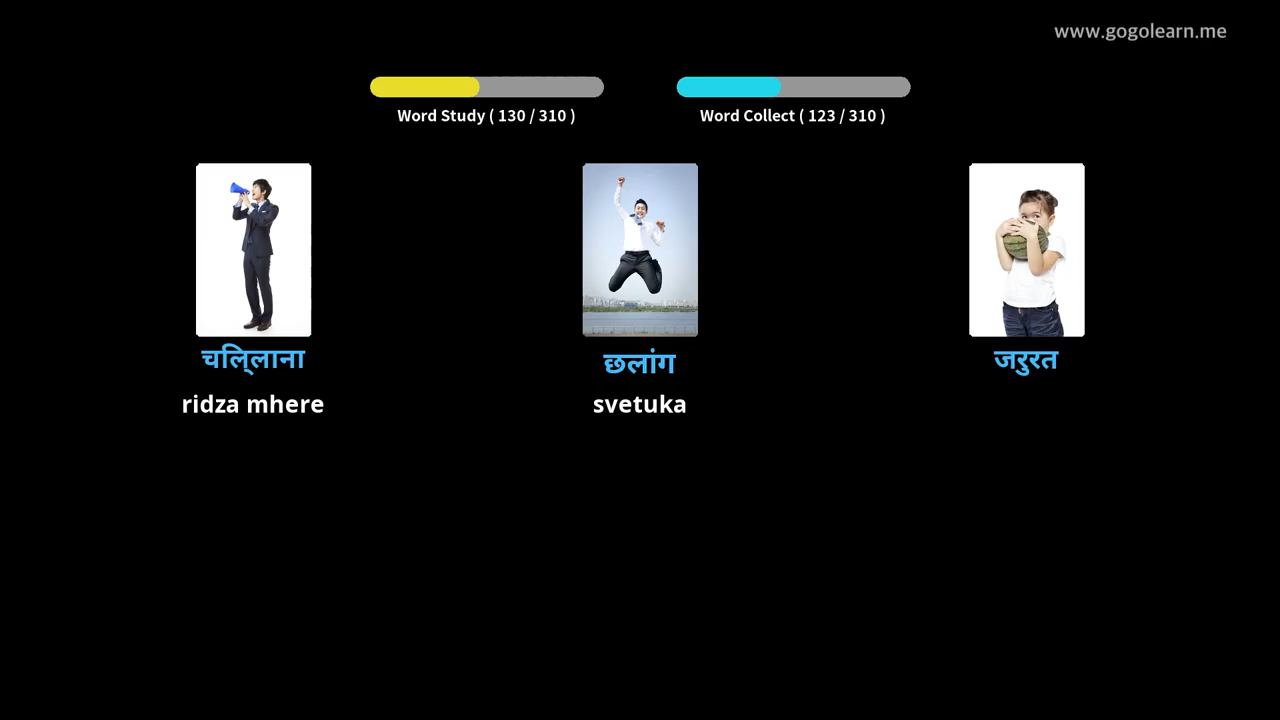 www.gogolearn.me
Word Study ( 130 / 310 )
Word Collect ( 123 / 310 )
चलि्लाना
छलांग
जरुरत
ridza mhere
svetuka